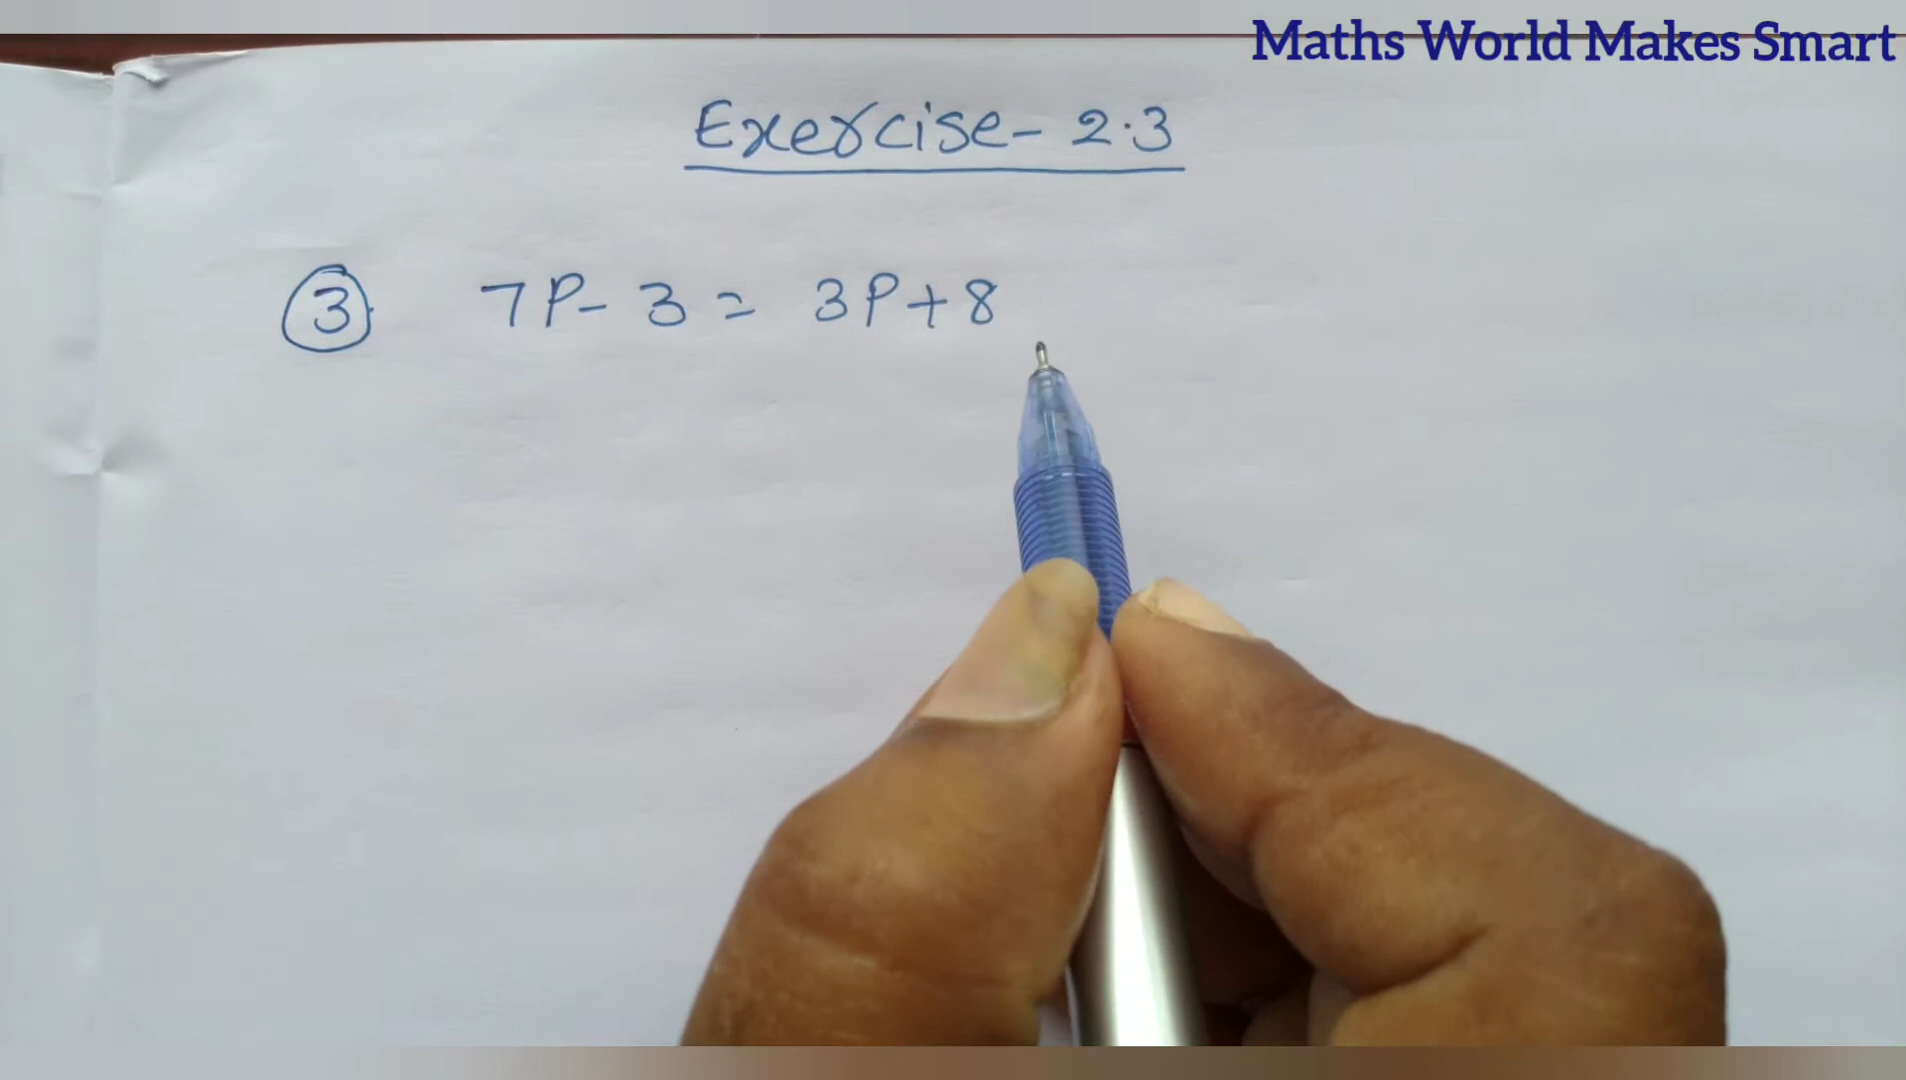 Maths World Makes Smart
Exercise - 2.3
3 7P - 3 = 3P + 8